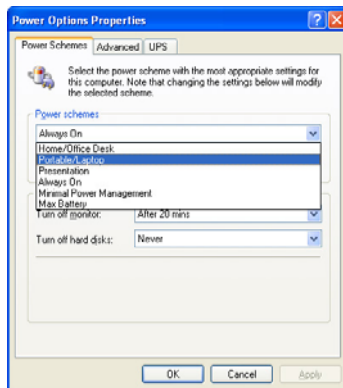 Power Options Properties
Power Schemes
Advanced
UPS
Select the power scheme with the most appropriate settings for
this computer. Note that changing the settings below will modify
the selected scheme.
Power schemes
Always On
Home/Office Desk
Portable/Laptop
Presentation
Always On
Minimal Power Management
Max Battery
Turn off monitor:
After 20 mins
Turn off hard disks:
Never
OK
Cancel
Apply